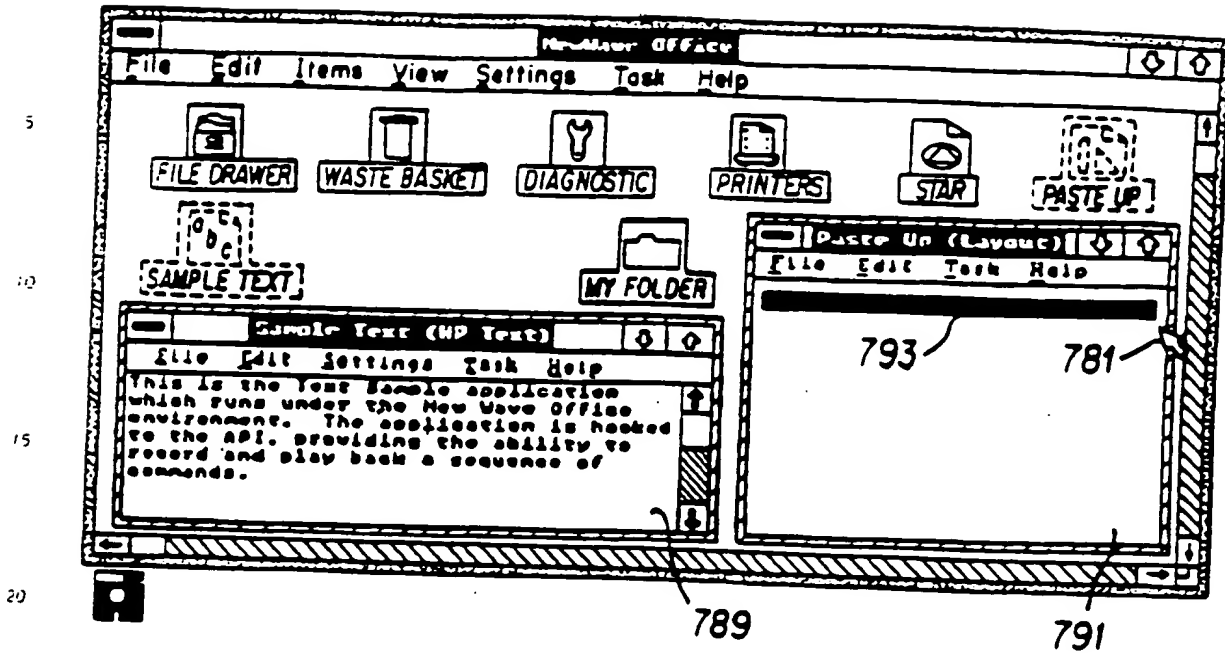 NewWave Office
File Edit Items View Settings Task Help
5
FILE DRAWER WASTE BASKET DIAGNOSTIC PRINTERS STAR PASTE UP
abc
SAMPLE TEXT MY FOLDER
10
Paste Up (Layout)
File Edit Task Help
793 781
Sample Text (HP Text)
File Edit Settings Task Help
This is the Text Sample application
which runs under the New Wave Office
environment. The application is hooked
to the API, providing the ability to
record and play back a sequence of
commands.
15
20
789 791